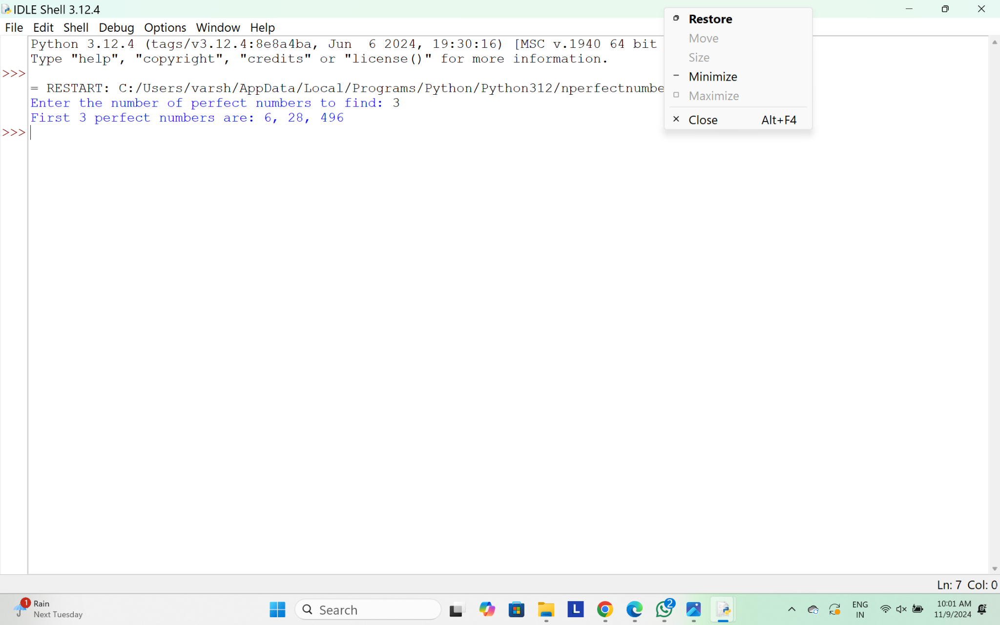 IDLE Shell 3.12.4
File Edit Shell Debug Options Window Help
Python 3.12.4 (tags/v3.12.4:8e8a4ba, Jun  6 2024, 19:30:16) [MSC v.1940 64 bit
Type "help", "copyright", "credits" or "license()" for more information.
>>>
= RESTART: C:/Users/varsh/AppData/Local/Programs/Python/Python312/nperfectnumbe
Enter the number of perfect numbers to find: 3
First 3 perfect numbers are: 6, 28, 496
>>>
Restore
Move
Size
Minimize
Maximize
Close Alt+F4
Ln: 7 Col: 0
1
Rain
Next Tuesday
Search
L
2
ENG
IN
10:01 AM
11/9/2024